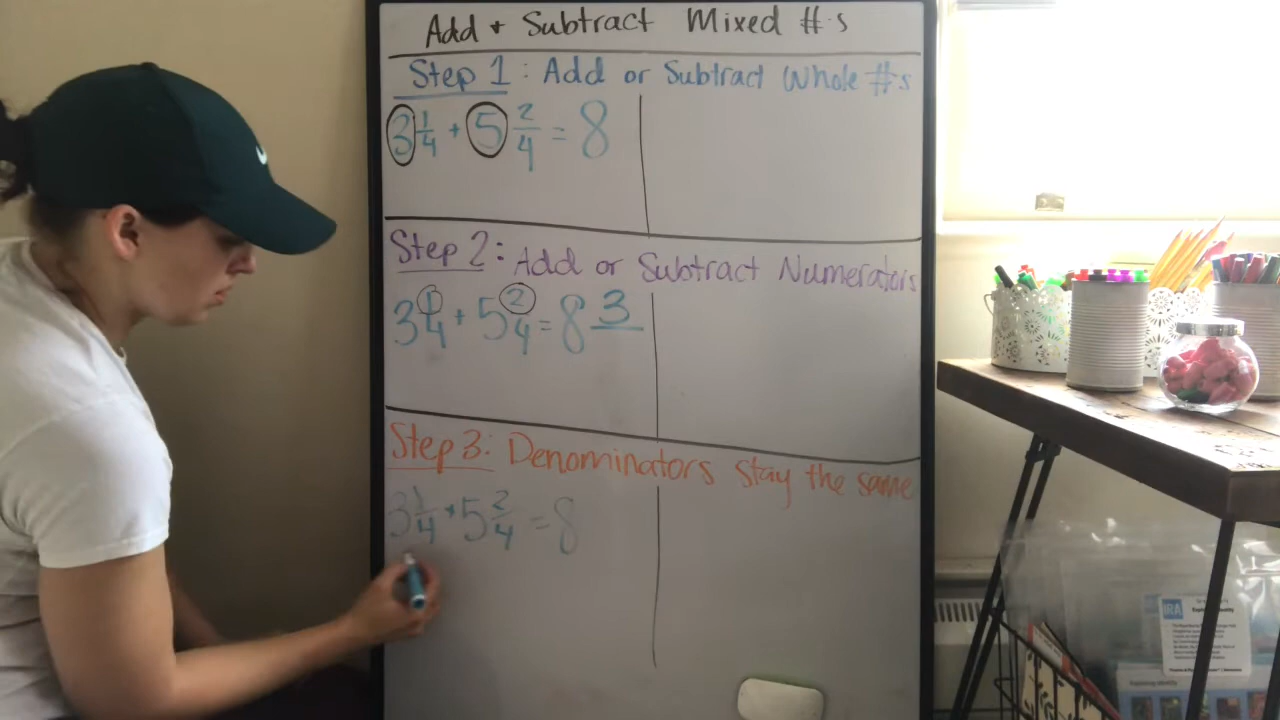 Add + Subtract Mixed #'s
Step 1: Add or Subtract Whole #s
3 1/4 + 5 2/4 = 8
Step 2: Add or Subtract Numerators
3 1/4 + 5 2/4 = 8 3
Step 3: Denominators stay the same
3 1/4 + 5 2/4 = 8
IRA